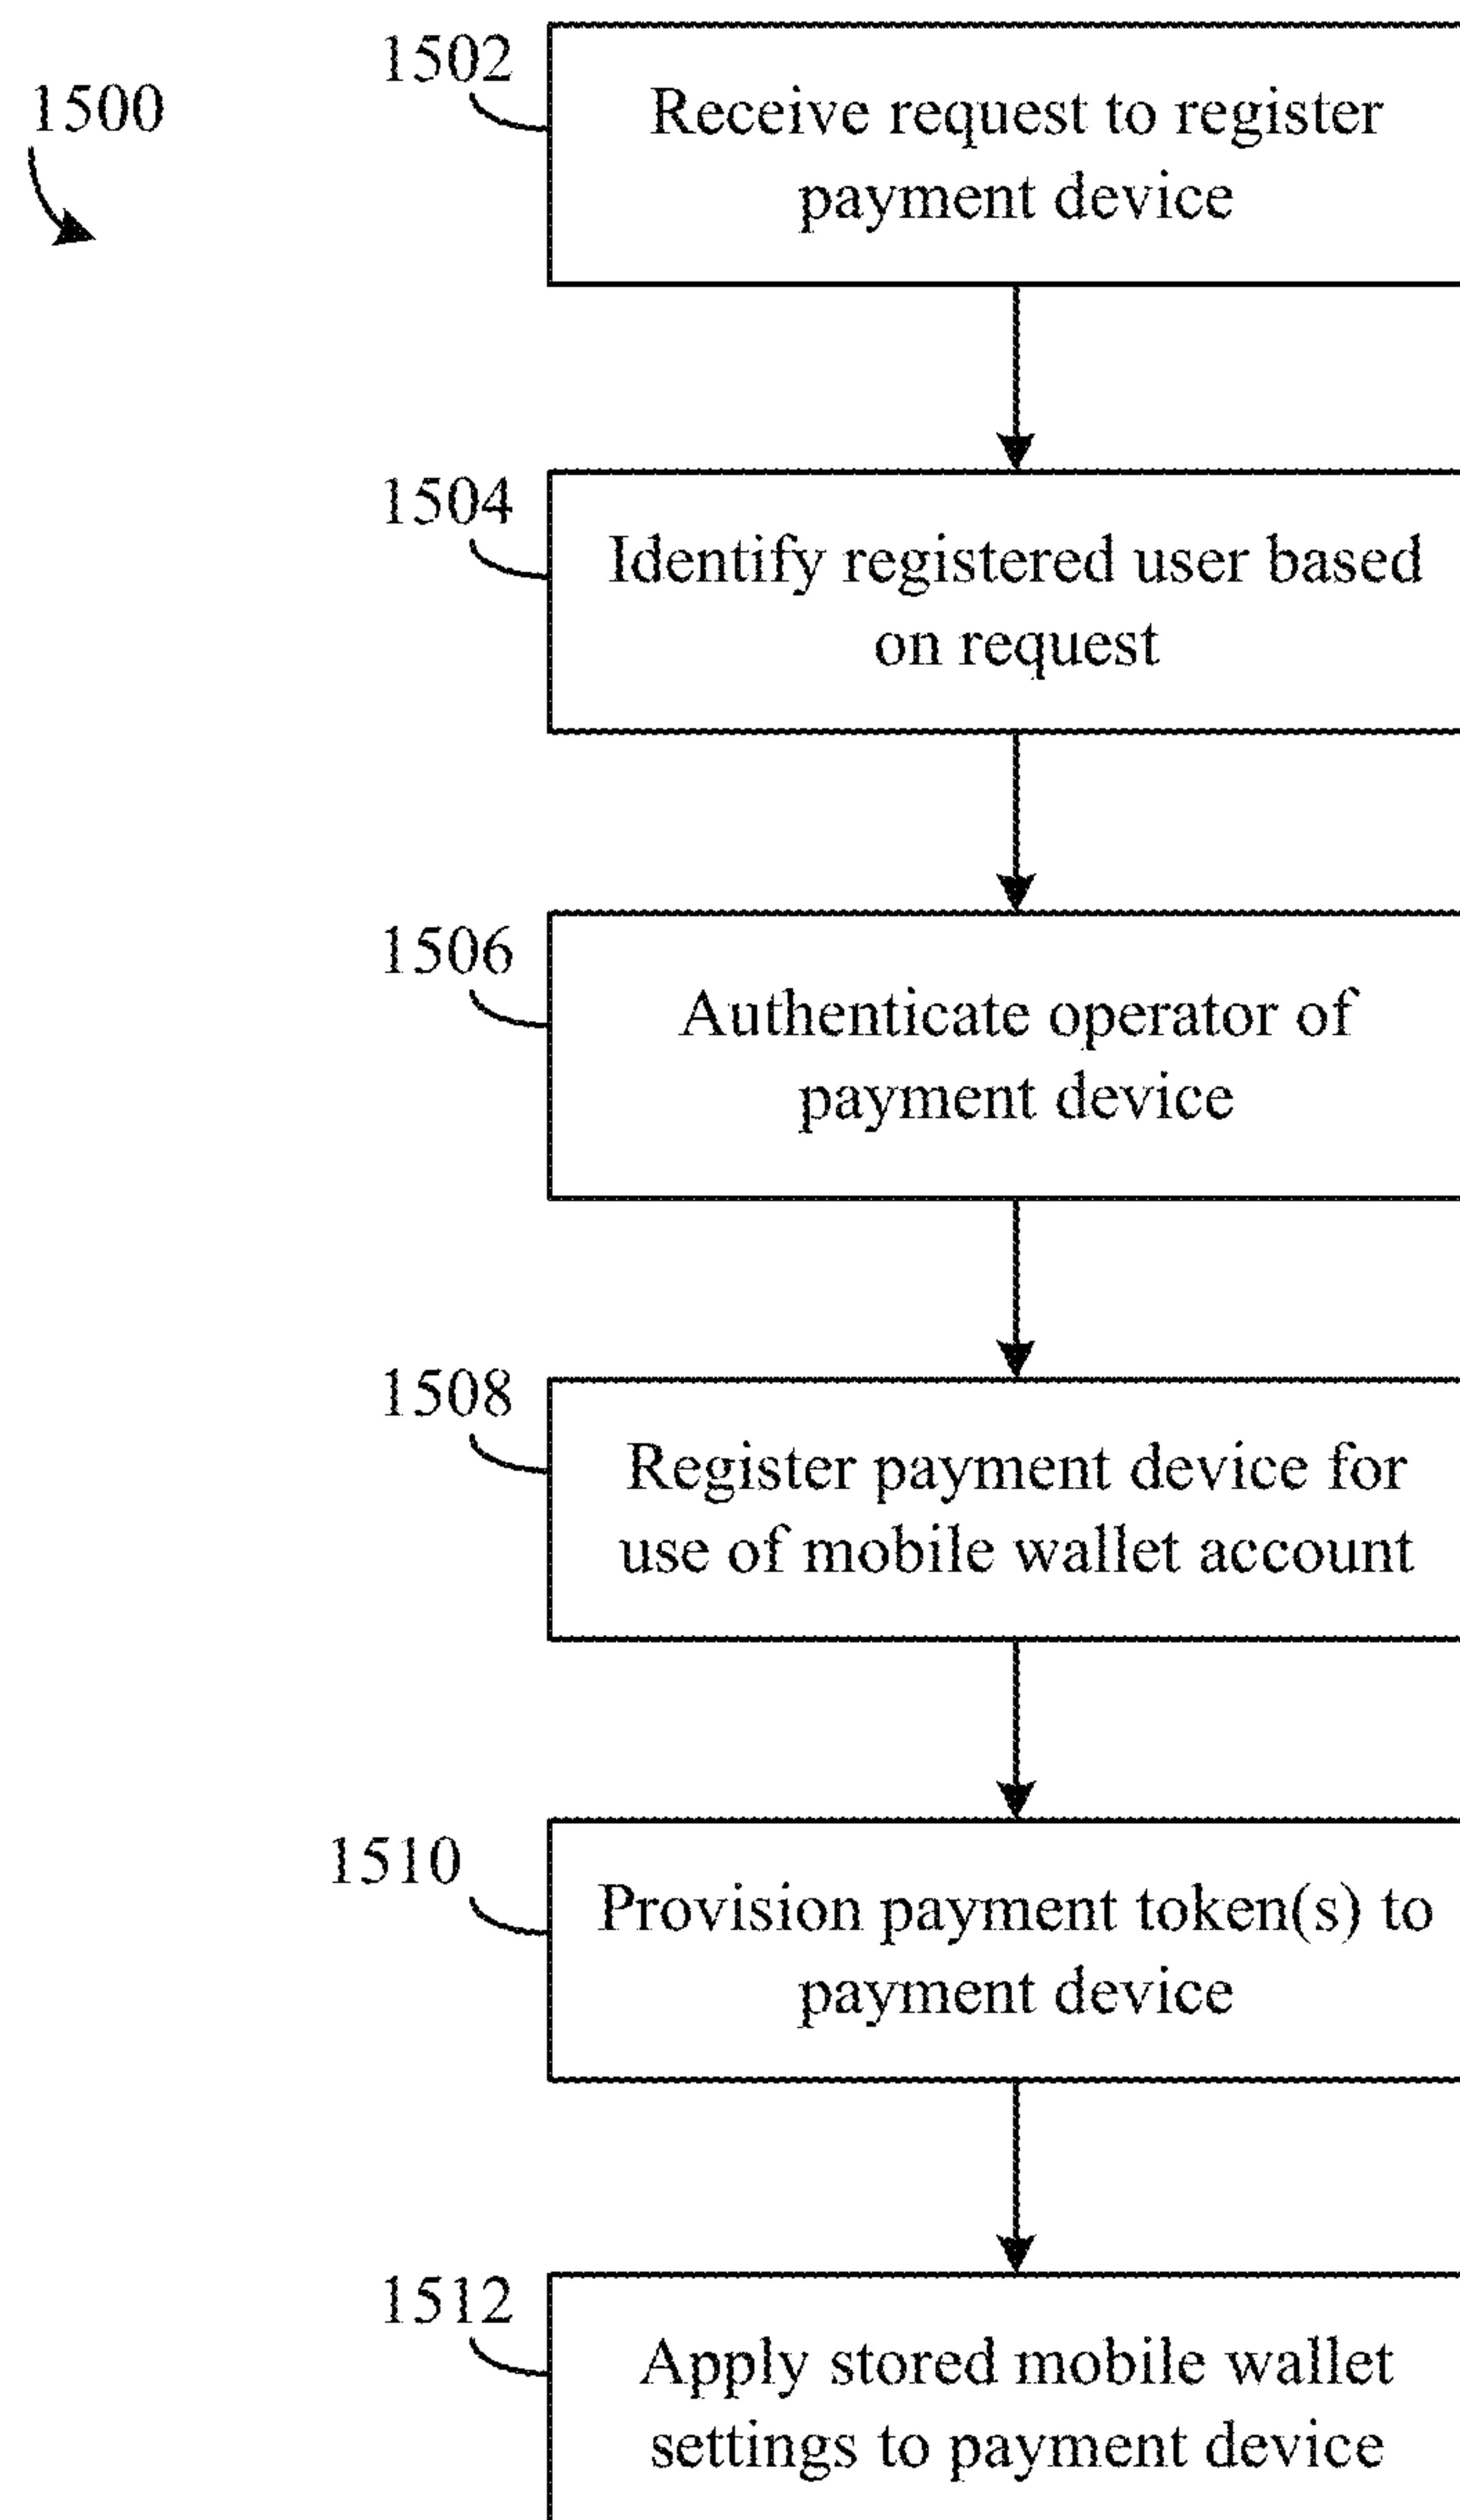 1500
1502
Receive request to register
payment device
1504
Identify registered user based
on request
1506
Authenticate operator of
payment device
1508
Register payment device for
use of mobile wallet account
1510
Provision payment token(s) to
payment device
1512
Apply stored mobile wallet
settings to payment device